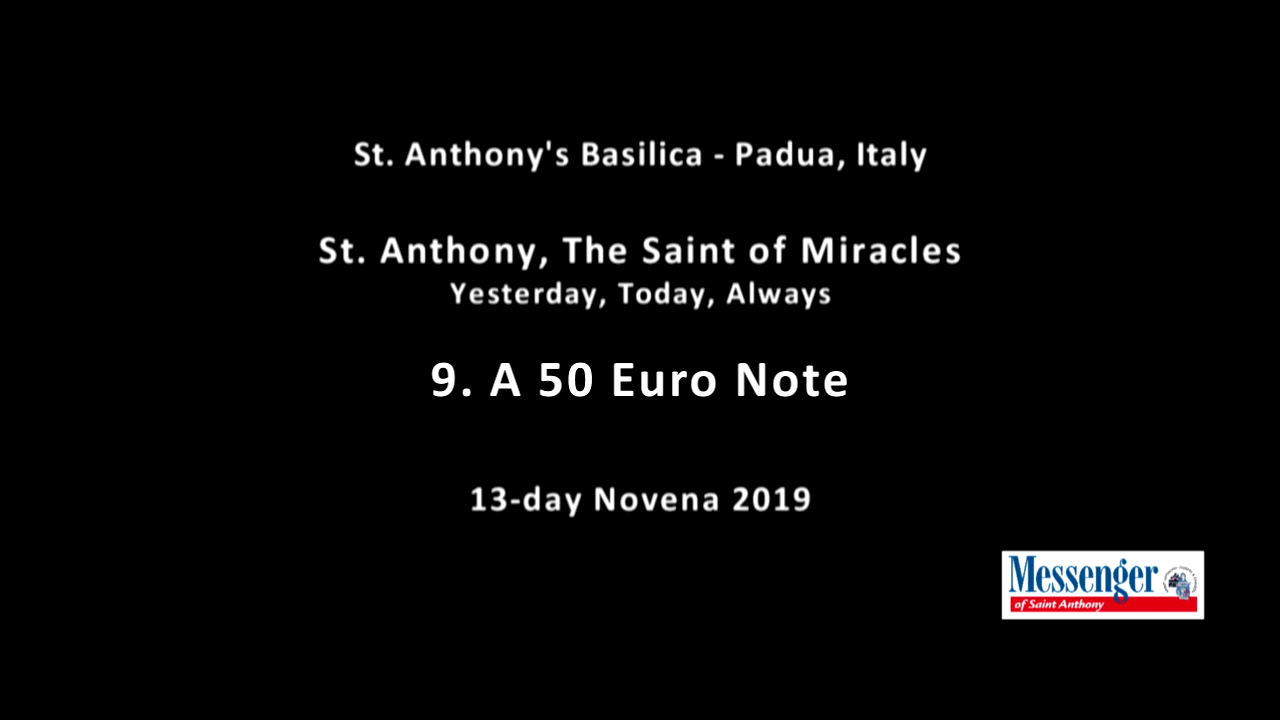 St. Anthony's Basilica - Padua, Italy
St. Anthony, The Saint of Miracles
Yesterday, Today, Always
9. A 50 Euro Note
13-day Novena 2019
Messenger
of Saint Anthony